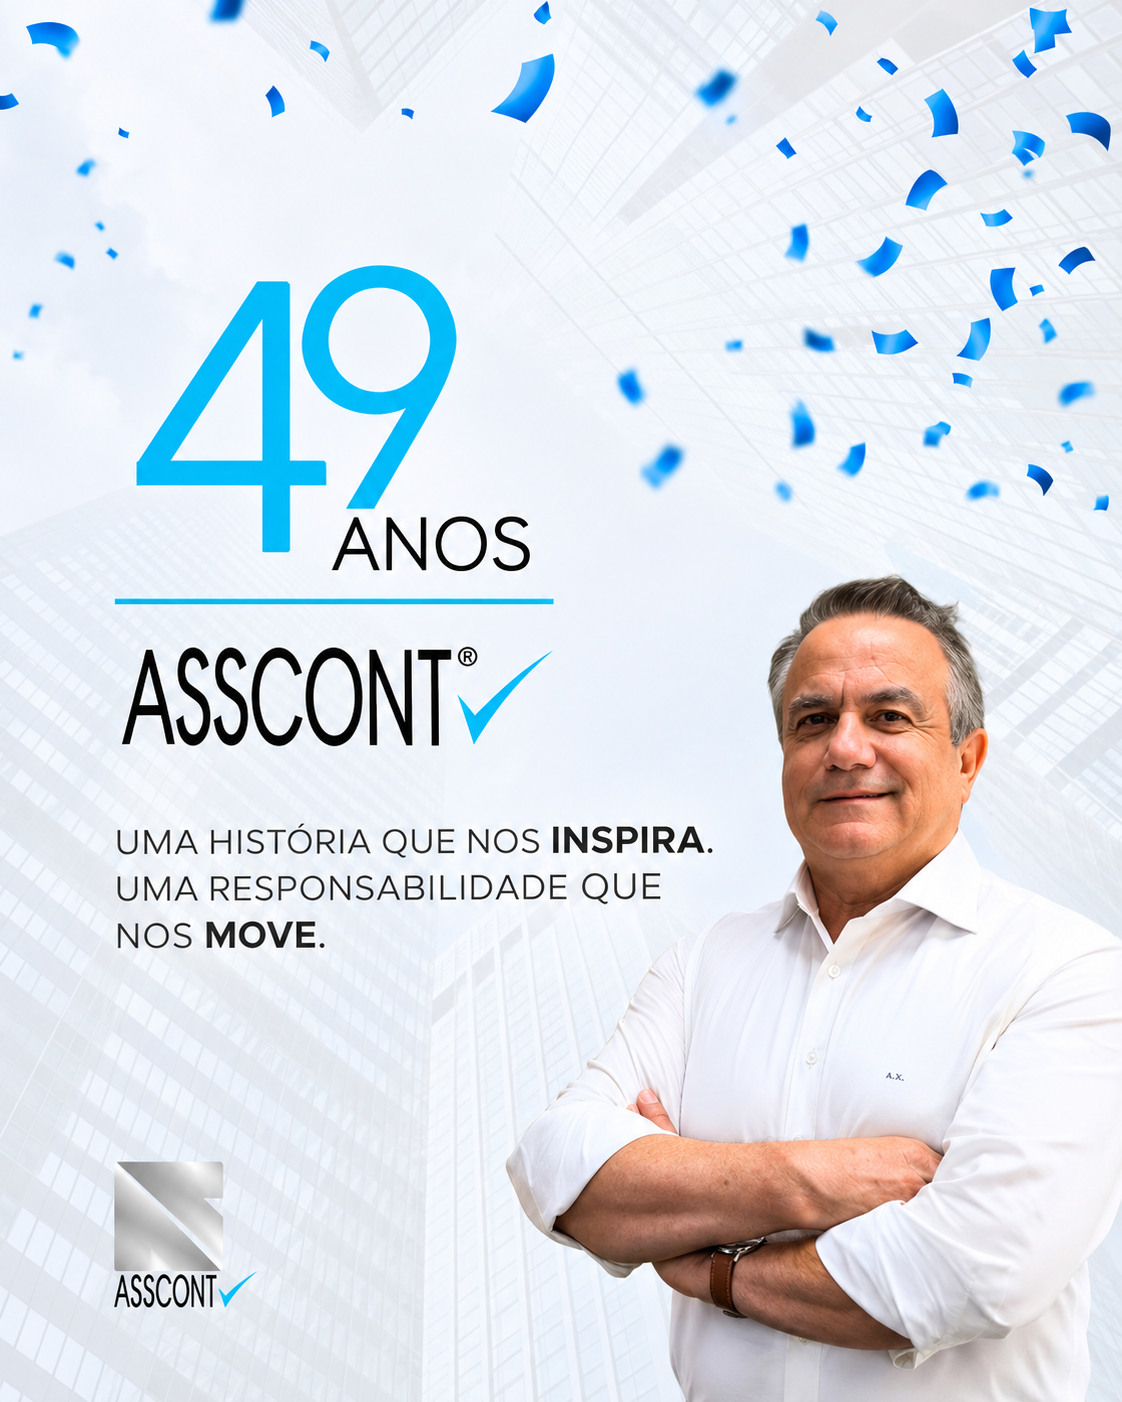 49
ANOS
ASSCONT®
UMA HISTÓRIA QUE NOS INSPIRA.
UMA RESPONSABILIDADE QUE
NOS MOVE.
A.X.
ASSCONT